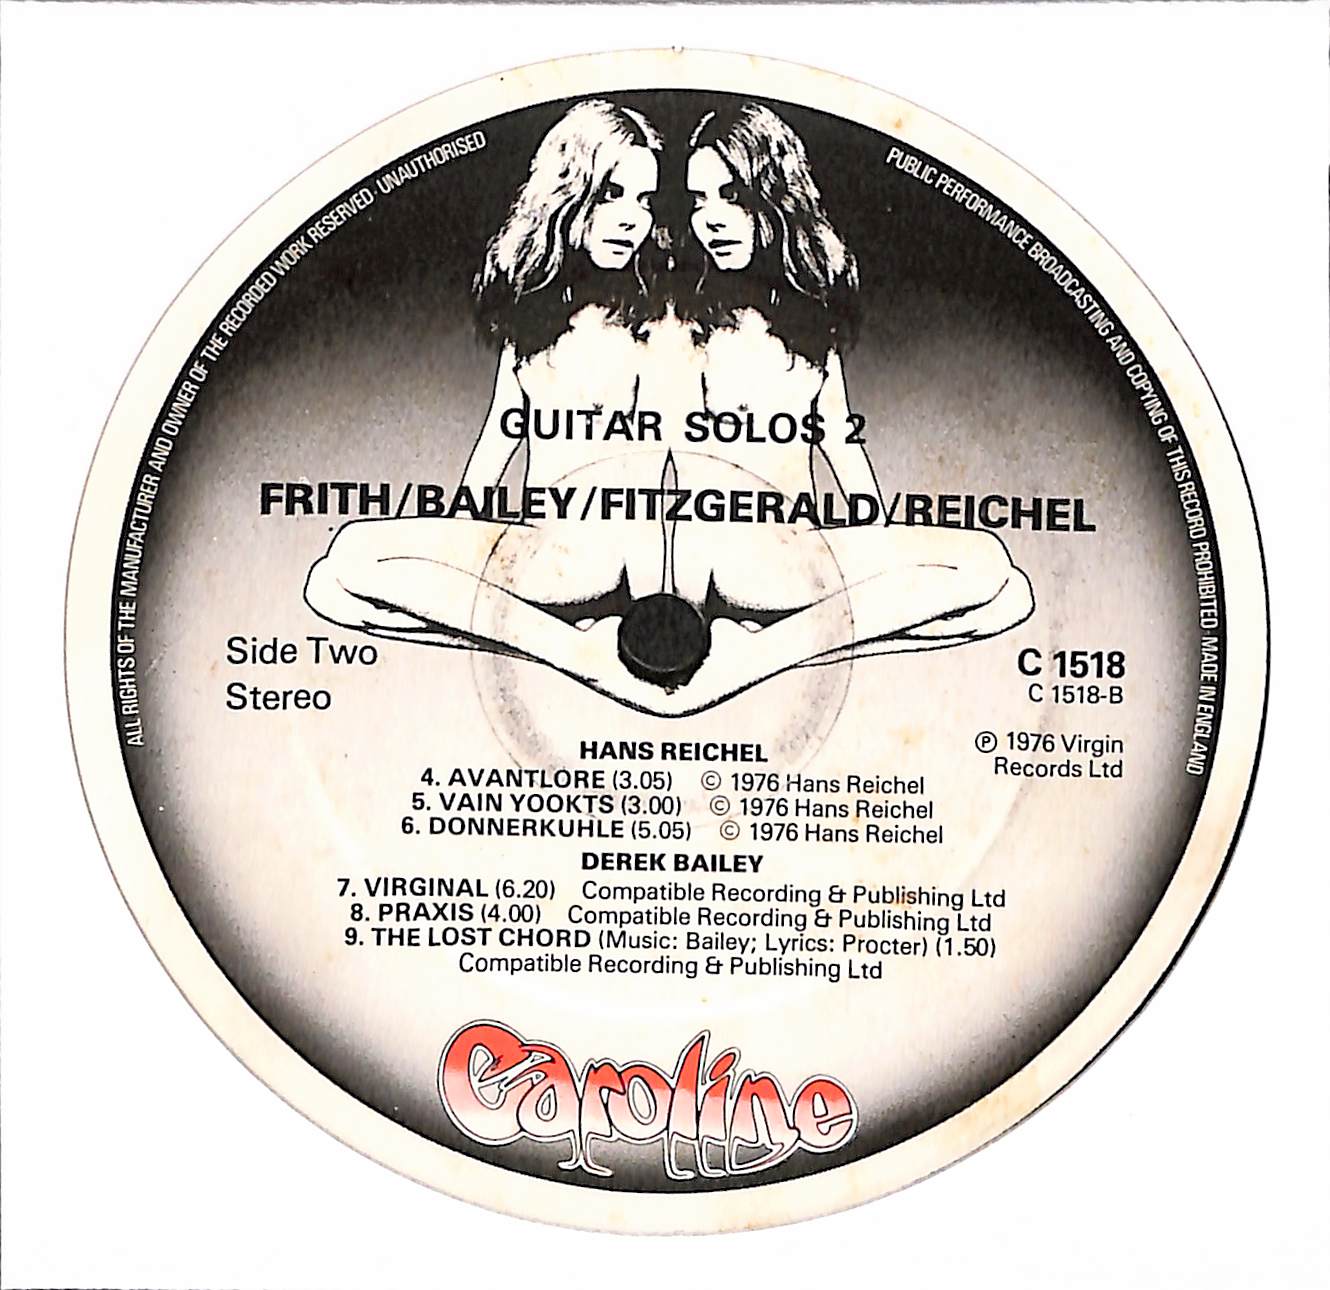 ALL RIGHTS OF THE MANUFACTURER AND OWNER OF THE RECORDED WORK RESERVED · UNAUTHORISED
PUBLIC PERFORMANCE BROADCASTING AND COPYING OF THIS RECORD PROHIBITED · MADE IN ENGLAND
GUITAR SOLOS 2
FRITH/BAILEY/FITZGERALD/REICHEL
Side Two
Stereo
C 1518
C 1518-B
℗ 1976 Virgin
Records Ltd
HANS REICHEL
4. AVANTLORE (3.05) © 1976 Hans Reichel
5. VAIN YOOKTS (3.00) © 1976 Hans Reichel
6. DONNERKUHLE (5.05) © 1976 Hans Reichel
DEREK BAILEY
7. VIRGINAL (6.20) Compatible Recording & Publishing Ltd
8. PRAXIS (4.00) Compatible Recording & Publishing Ltd
9. THE LOST CHORD (Music: Bailey; Lyrics: Procter) (1.50)
Compatible Recording & Publishing Ltd
Caroline